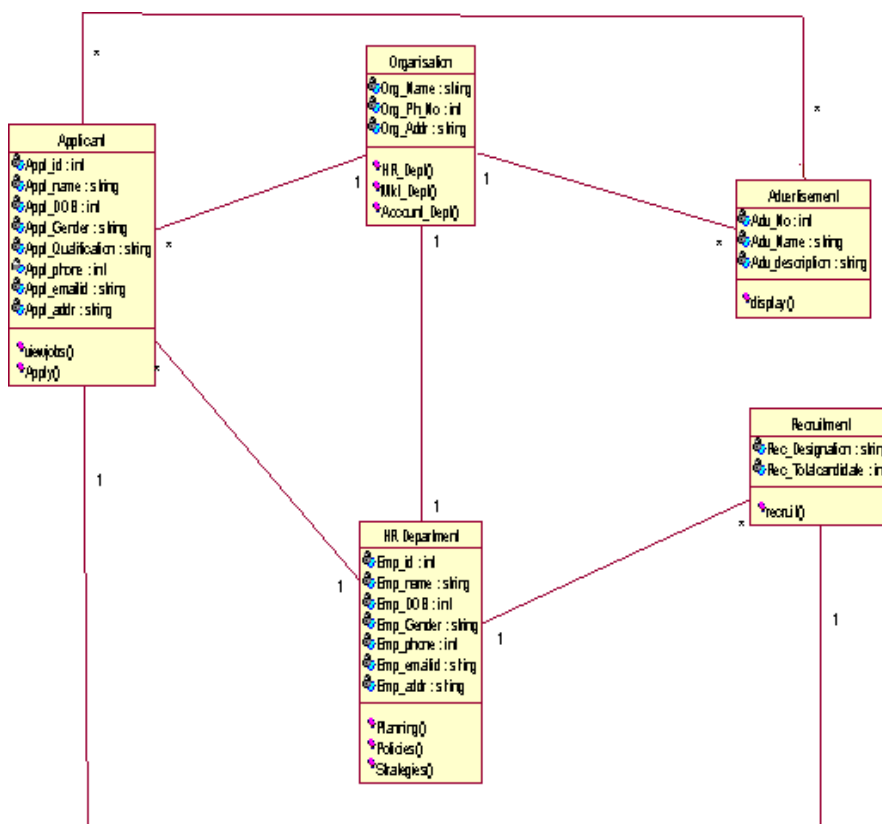 *
*
Organisation
Org_Name : string
Org_Ph_No : int
Org_Addr : string
HR_Dept()
Mkt_Dept()
Account_Dept()
1
1
1
Applicant
Appl_id : int
Appl_name : string
Appl_DOB : int
Appl_Gender : string
Appl_Qualification : string
Appl_phone : int
Appl_emailid : string
Appl_addr : string
viewjobs()
Apply()
*
*
1
Advertisement
Adv_No : int
Adv_Name : string
Adv_description : string
display()
*
Recruitment
Rec_Designation : strin
Rec_Totalcandidate : in
recruit()
*
1
1
HR Department
Emp_id : int
Emp_name : string
Emp_DOB : int
Emp_Gender : string
Emp_phone : int
Emp_emailid : string
Emp_addr : string
Planning()
Policies()
Strategies()
1
1